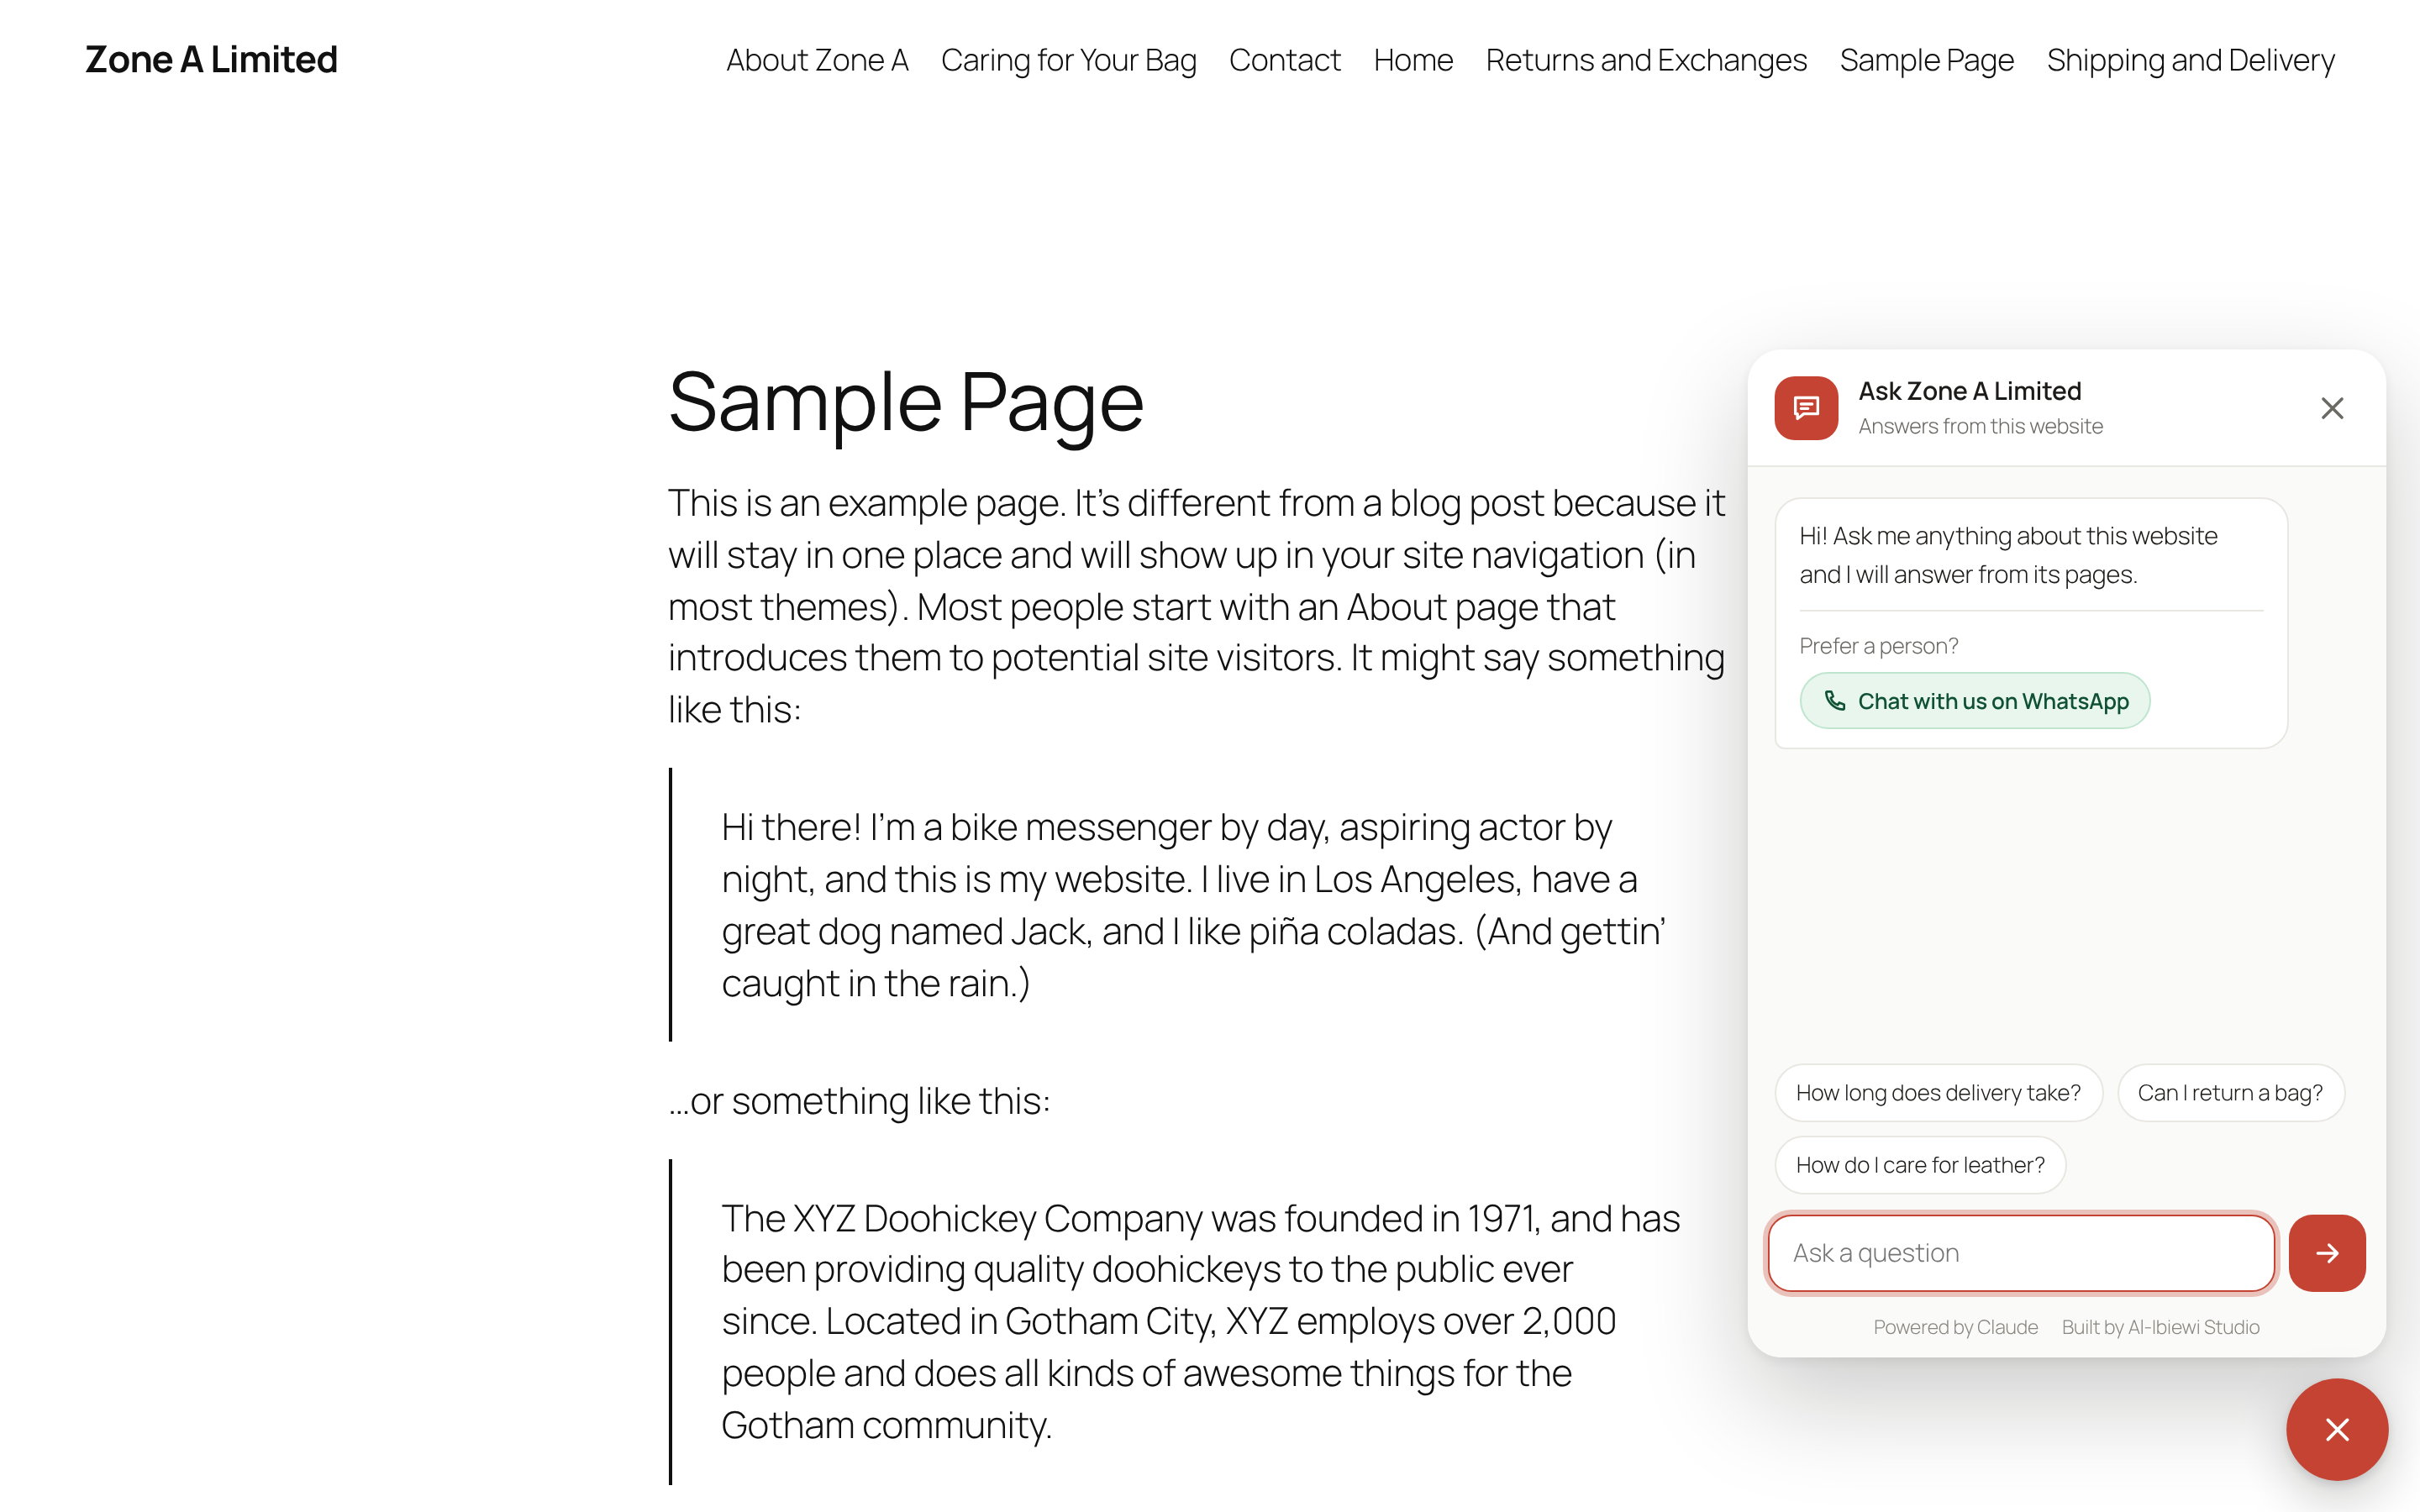 Zone A Limited
About Zone A
Caring for Your Bag
Contact
Home
Returns and Exchanges
Sample Page
Shipping and Delivery
Sample Page
This is an example page. It’s different from a blog post because it
will stay in one place and will show up in your site navigation (in
most themes). Most people start with an About page that
introduces them to potential site visitors. It might say something
like this:
Hi there! I’m a bike messenger by day, aspiring actor by
night, and this is my website. I live in Los Angeles, have a
great dog named Jack, and I like piña coladas. (And gettin’
caught in the rain.)
…or something like this:
The XYZ Doohickey Company was founded in 1971, and has
been providing quality doohickeys to the public ever
since. Located in Gotham City, XYZ employs over 2,000
people and does all kinds of awesome things for the
Gotham community.
Ask Zone A Limited
Answers from this website
Hi! Ask me anything about this website
and I will answer from its pages.
Prefer a person?
Chat with us on WhatsApp
How long does delivery take?
Can I return a bag?
How do I care for leather?
Ask a question
Powered by Claude
Built by Al-Ibiewi Studio